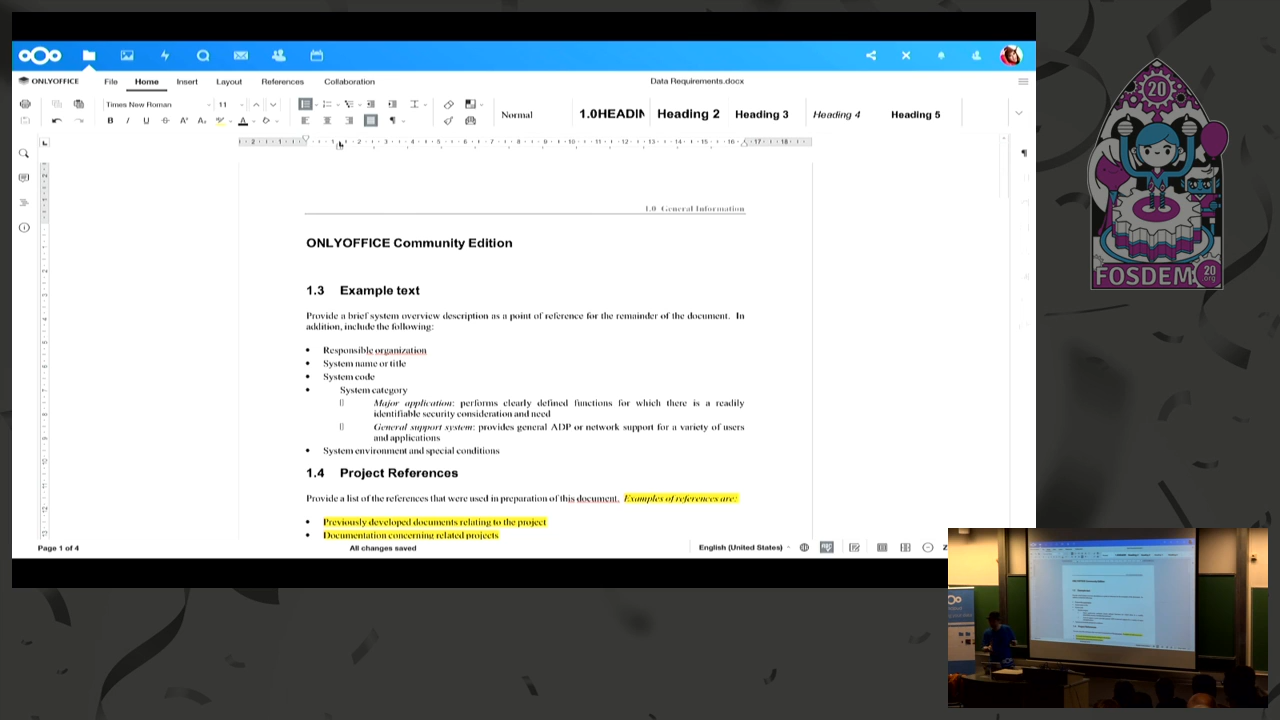 ONLYOFFICE
File
Home
Insert
Layout
References
Collaboration
Data Requirements.docx
Times New Roman
11
Normal
1.0HEADIN
Heading 2
Heading 3
Heading 4
Heading 5
1.0 General Information
ONLYOFFICE Community Edition
1.3 Example text
Provide a brief system overview description as a point of reference for the remainder of the document. In
addition, include the following:
• Responsible organization
• System name or title
• System code
• System category
Major application: performs clearly defined functions for which there is a readily
identifiable security consideration and need
General support system: provides general ADP or network support for a variety of users
and applications
• System environment and special conditions
1.4 Project References
Provide a list of the references that were used in preparation of this document. Examples of references are:
• Previously developed documents relating to the project
• Documentation concerning related projects
Page 1 of 4
All changes saved
English (United States)
20
FOSDEM
20
.org